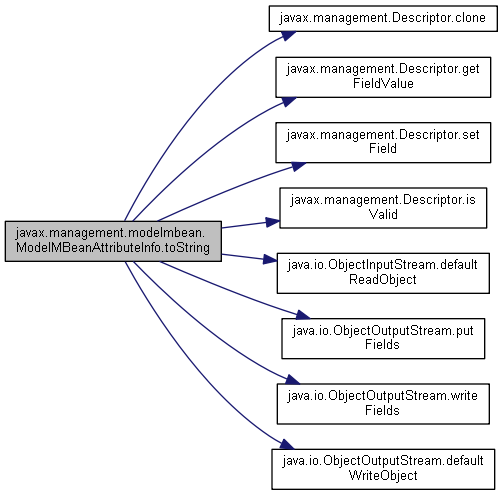 javax.management.Descriptor.clone
javax.management.Descriptor.get
FieldValue
javax.management.Descriptor.set
Field
javax.management.Descriptor.is
Valid
javax.management.modelmbean.
ModelMBeanAttributeInfo.toString
java.io.ObjectInputStream.default
ReadObject
java.io.ObjectOutputStream.put
Fields
java.io.ObjectOutputStream.write
Fields
java.io.ObjectOutputStream.default
WriteObject